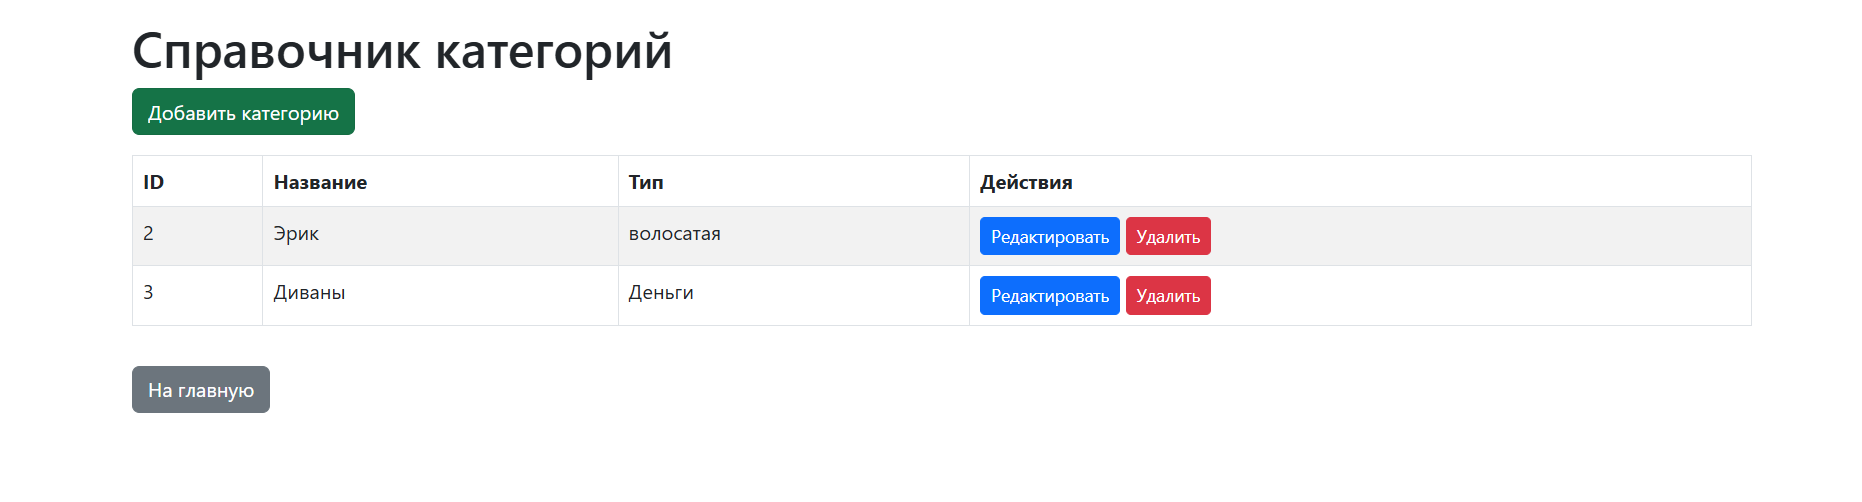 Справочник категорий
Добавить категорию
ID Название Тип Действия
2 Эрик волосатая Редактировать Удалить
3 Диваны Деньги Редактировать Удалить
На главную